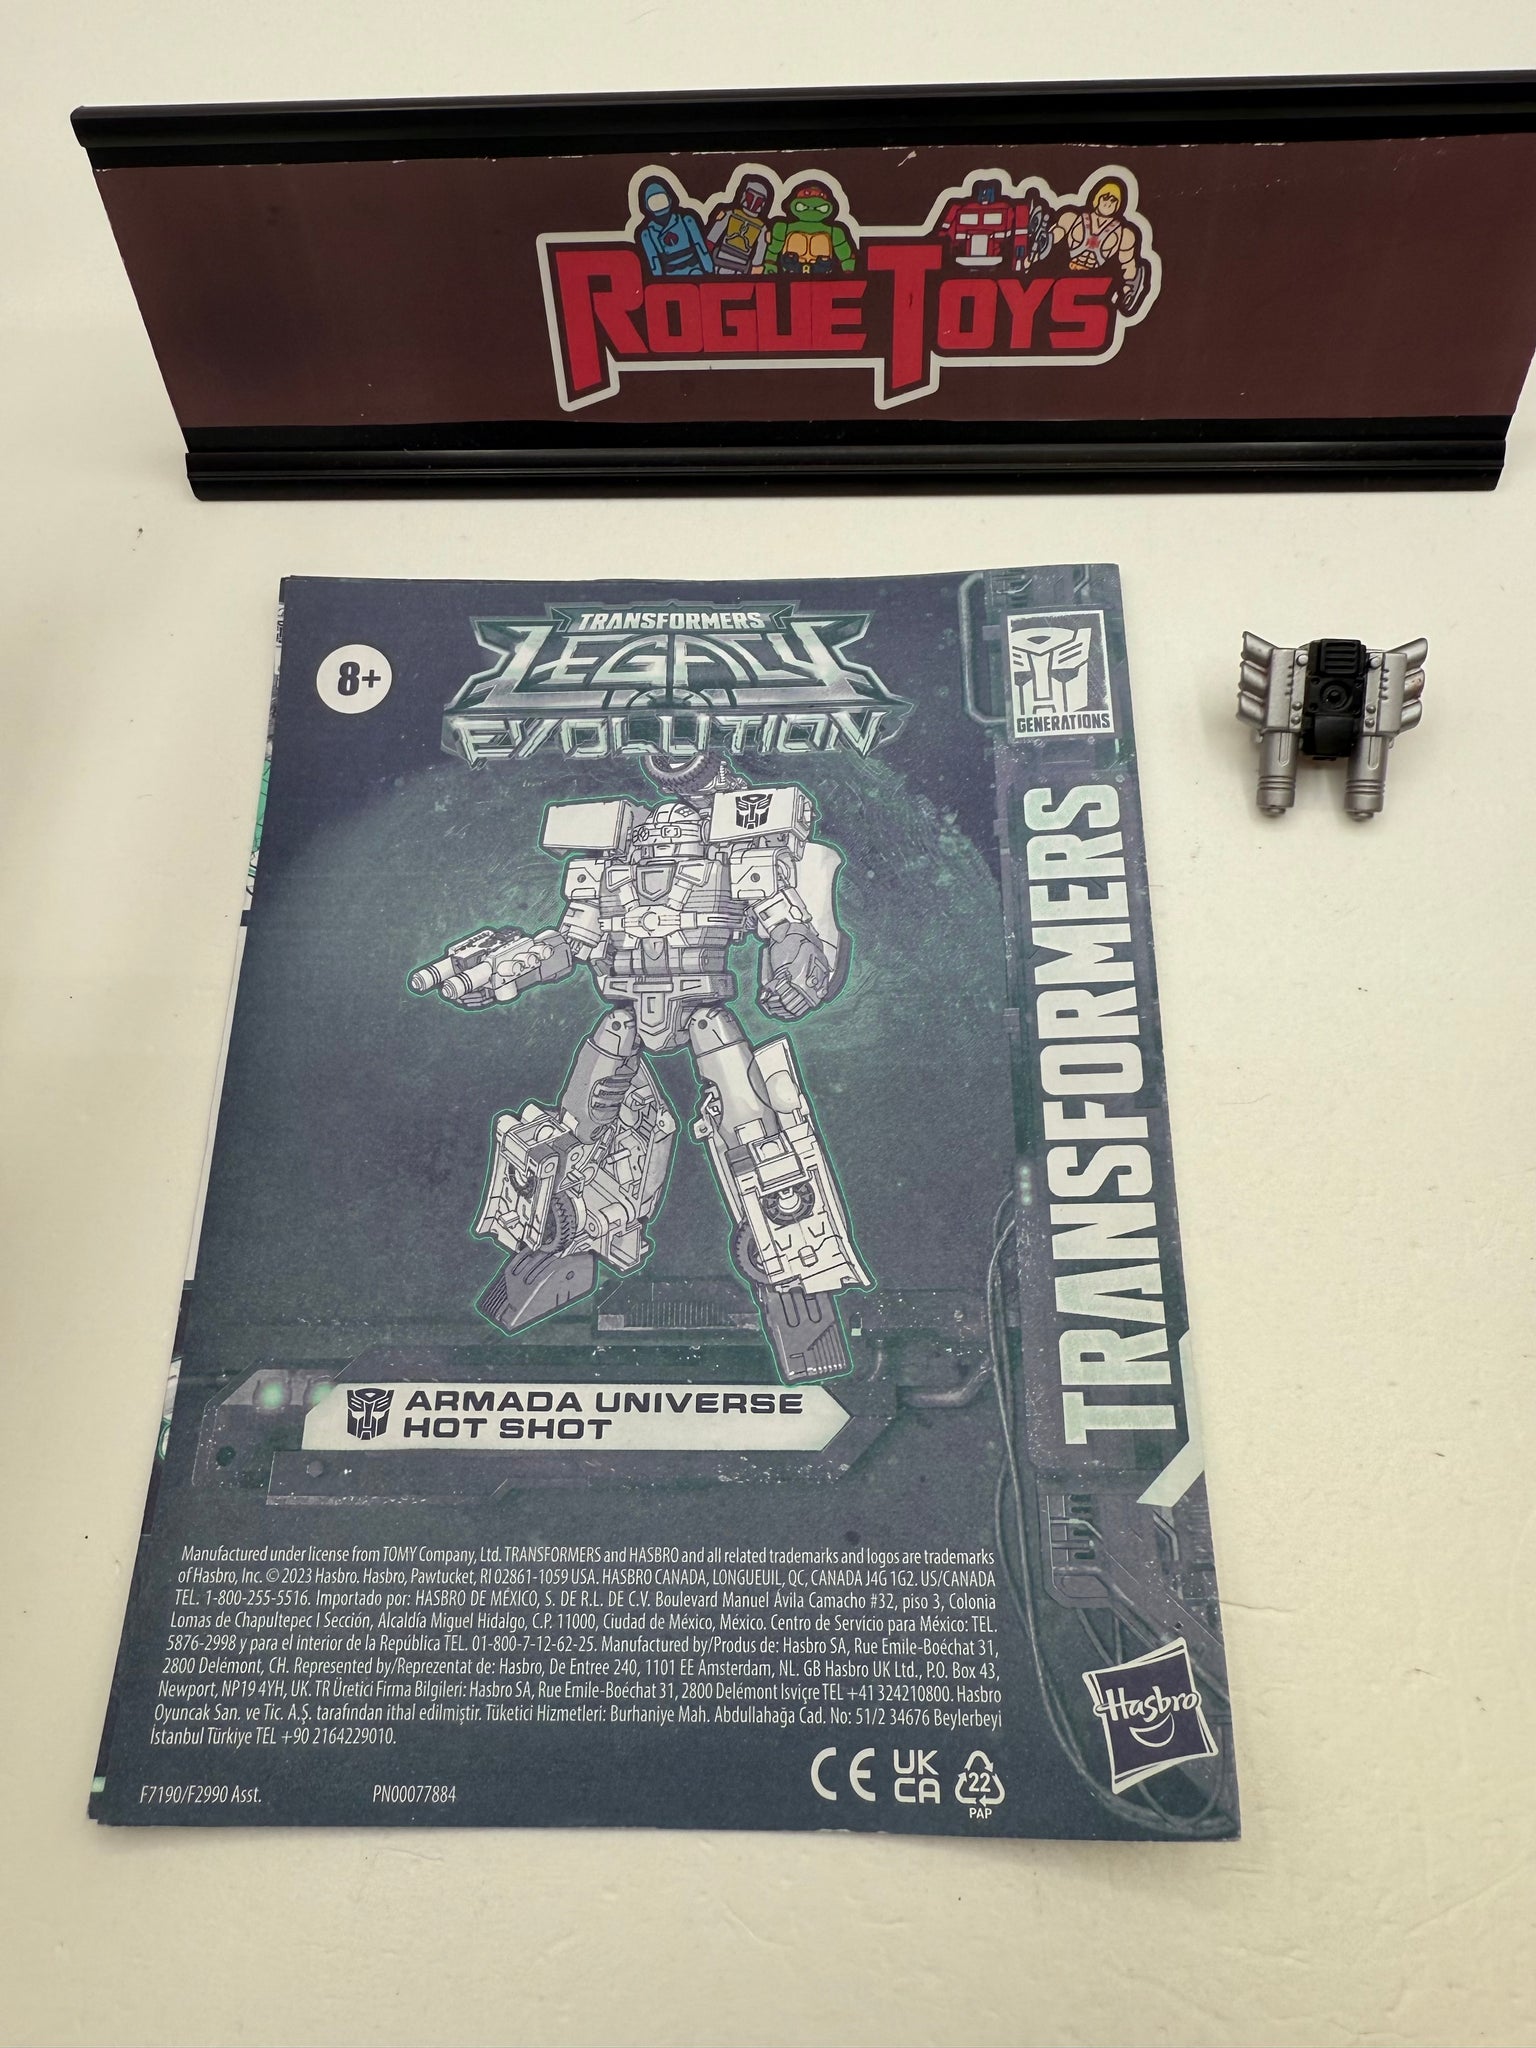 ROGUE TOYS
8+
TRANSFORMERS
LEGACY
EVOLUTION
GENERATIONS
TRANSFORMERS
ARMADA UNIVERSE
HOT SHOT
Manufactured under license from TOMY Company, Ltd. TRANSFORMERS and HASBRO and all related trademarks and logos are trademarks
of Hasbro, Inc. © 2023 Hasbro. Hasbro, Pawtucket, RI 02861-1059 USA. HASBRO CANADA, LONGUEUIL, QC, CANADA J4G 1G2. US/CANADA
TEL. 1-800-255-5516. Importado por: HASBRO DE MÉXICO, S. DE R.L. DE C.V. Boulevard Manuel Ávila Camacho #32, piso 3, Colonia
Lomas de Chapultepec I Sección, Alcaldía Miguel Hidalgo, C.P. 11000, Ciudad de México, México. Centro de Servicio para México: TEL.
5876-2998 y para el interior de la República TEL. 01-800-7-12-62-25. Manufactured by/Produs de: Hasbro SA, Rue Emile-Boéchat 31,
2800 Delémont, CH. Represented by/Reprezentat de: Hasbro, De Entree 240, 1101 EE Amsterdam, NL. GB Hasbro UK Ltd., P.O. Box 43,
Newport, NP19 4YH, UK. TR Üretici Firma Bilgileri: Hasbro SA, Rue Emile-Boéchat 31, 2800 Delémont İsviçre TEL +41 324210800. Hasbro
Oyuncak San. ve Tic. A.Ş. tarafından ithal edilmiştir. Tüketici Hizmetleri: Burhaniye Mah. Abdullahağa Cad. No: 51/2 34676 Beylerbeyi
İstanbul Türkiye TEL +90 2164229010.
Hasbro
F7190/F2990 Asst.
PN00077884
CE
UK
CA
22
PAP